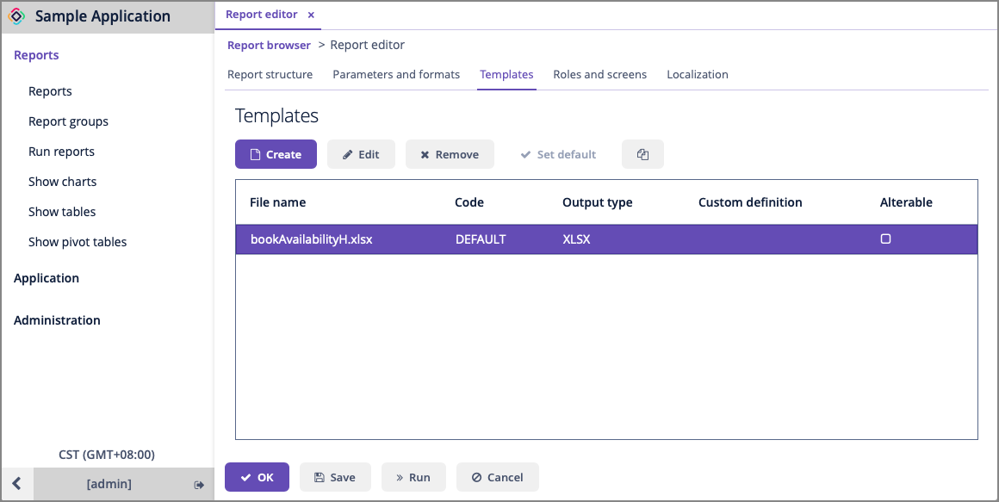 Sample Application
Reports
Reports
Report groups
Run reports
Show charts
Show tables
Show pivot tables
Application
Administration
CST (GMT+08:00)
[admin]
Report editor ×
Report browser > Report editor
Report structure Parameters and formats Templates Roles and screens Localization
Templates
Create Edit Remove Set default
File name Code Output type Custom definition Alterable
bookAvailabilityH.xlsx DEFAULT XLSX
OK Save Run Cancel